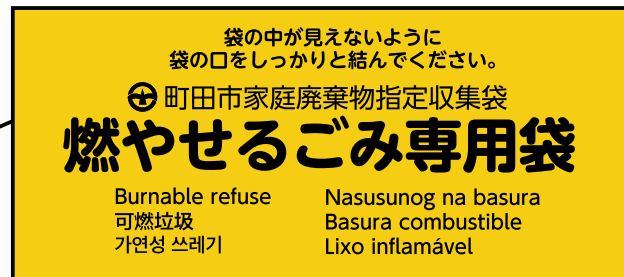 袋の中が見えないように
袋の口をしっかりと結んでください。
町田市家庭廃棄物指定収集袋
燃やせるごみ専用袋
Burnable refuse
可燃垃圾
가연성 쓰레기
Nasusunog na basura
Basura combustible
Lixo inflamável